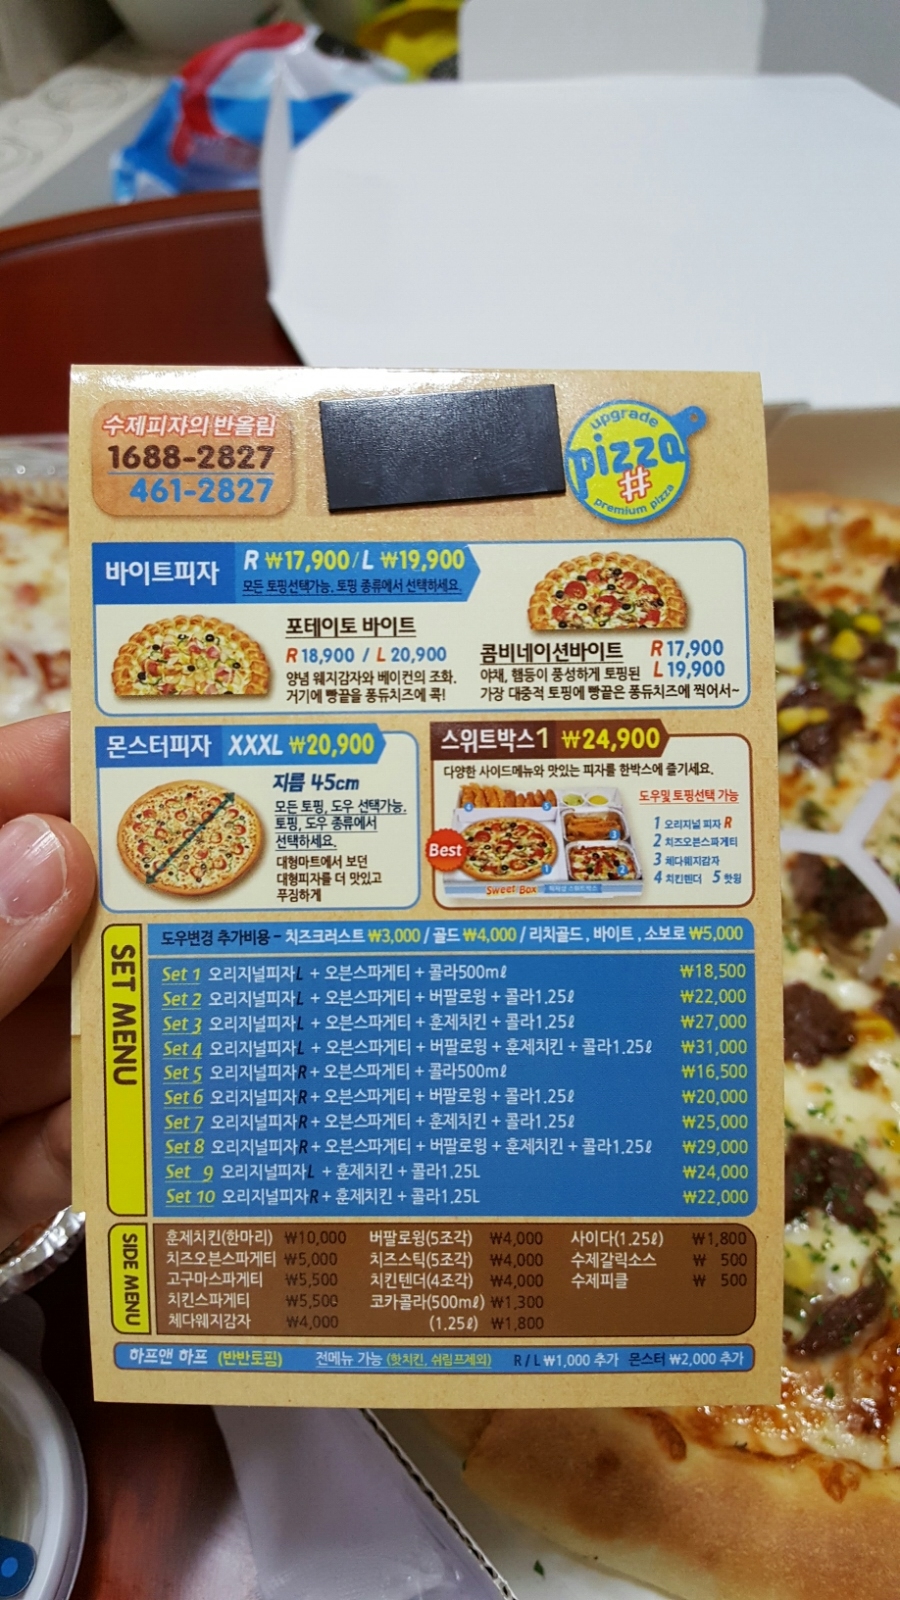 수제피자의 반올림
1688-2827
461-2827
upgrade
pizza
#
premium pizza
바이트피자 R ₩17,900/L ₩19,900
모든 토핑선택가능. 토핑 종류에서 선택하세요
포테이토 바이트
R 18,900 / L 20,900
양념 웨지감자와 베이컨의 조화.
거기에 빵끝을 퐁듀치즈에 콕!
콤비네이션바이트 R 17,900
L 19,900
야채, 햄등이 풍성하게 토핑된
가장 대중적 토핑에 빵끝은 퐁듀치즈에 찍어서~
몬스터피자 XXXL ₩20,900
지름 45cm
모든 토핑, 도우 선택가능.
토핑, 도우 종류에서
선택하세요.
대형마트에서 보던
대형피자를 더 맛있고
푸짐하게
스위트박스1 ₩24,900
다양한 사이드메뉴와 맛있는 피자를 한박스에 즐기세요.
Best
Sweet Box
도우및 토핑선택 가능
1 오리지널 피자 R
2 치즈오븐스파게티
3 체다웨지감자
4 치킨텐더 5 핫윙
SET MENU
도우변경 추가비용 - 치즈크러스트 ₩3,000 / 골드 ₩4,000 / 리치골드, 바이트, 소보로 ₩5,000
Set 1 오리지널피자L + 오븐스파게티 + 콜라500mℓ ₩18,500
Set 2 오리지널피자L + 오븐스파게티 + 버팔로윙 + 콜라1.25ℓ ₩22,000
Set 3 오리지널피자L + 오븐스파게티 + 훈제치킨 + 콜라1.25ℓ ₩27,000
Set 4 오리지널피자L + 오븐스파게티 + 버팔로윙 + 훈제치킨 + 콜라1.25ℓ ₩31,000
Set 5 오리지널피자R + 오븐스파게티 + 콜라500mℓ ₩16,500
Set 6 오리지널피자R + 오븐스파게티 + 버팔로윙 + 콜라1.25ℓ ₩20,000
Set 7 오리지널피자R + 오븐스파게티 + 훈제치킨 + 콜라1.25ℓ ₩25,000
Set 8 오리지널피자R + 오븐스파게티 + 버팔로윙 + 훈제치킨 + 콜라1.25ℓ ₩29,000
Set 9 오리지널피자L + 훈제치킨 + 콜라1.25L ₩24,000
Set 10 오리지널피자R + 훈제치킨 + 콜라1.25L ₩22,000
SIDE MENU
훈제치킨(한마리) ₩10,000 버팔로윙(5조각) ₩4,000 사이다(1.25ℓ) ₩1,800
치즈오븐스파게티 ₩5,000 치즈스틱(5조각) ₩4,000 수제갈릭소스 ₩ 500
고구마스파게티 ₩5,500 치킨텐더(4조각) ₩4,000 수제피클 ₩ 500
치킨스파게티 ₩5,500 코카콜라(500mℓ) ₩1,300
체다웨지감자 ₩4,000 (1.25ℓ) ₩1,800
하프앤 하프 (반반토핑) 전메뉴 가능 (핫치킨, 쉬림프제외) R / L ₩1,000 추가 몬스터 ₩2,000 추가